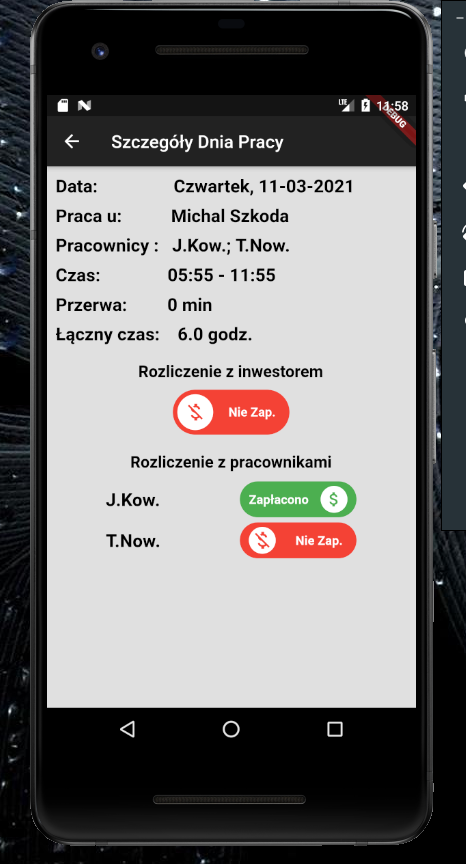 LTE 11:58
DEBUG
Szczegóły Dnia Pracy
Data: Czwartek, 11-03-2021
Praca u: Michal Szkoda
Pracownicy : J.Kow.; T.Now.
Czas: 05:55 - 11:55
Przerwa: 0 min
Łączny czas: 6.0 godz.
Rozliczenie z inwestorem
Nie Zap.
Rozliczenie z pracownikami
J.Kow. Zapłacono $
T.Now. Nie Zap.